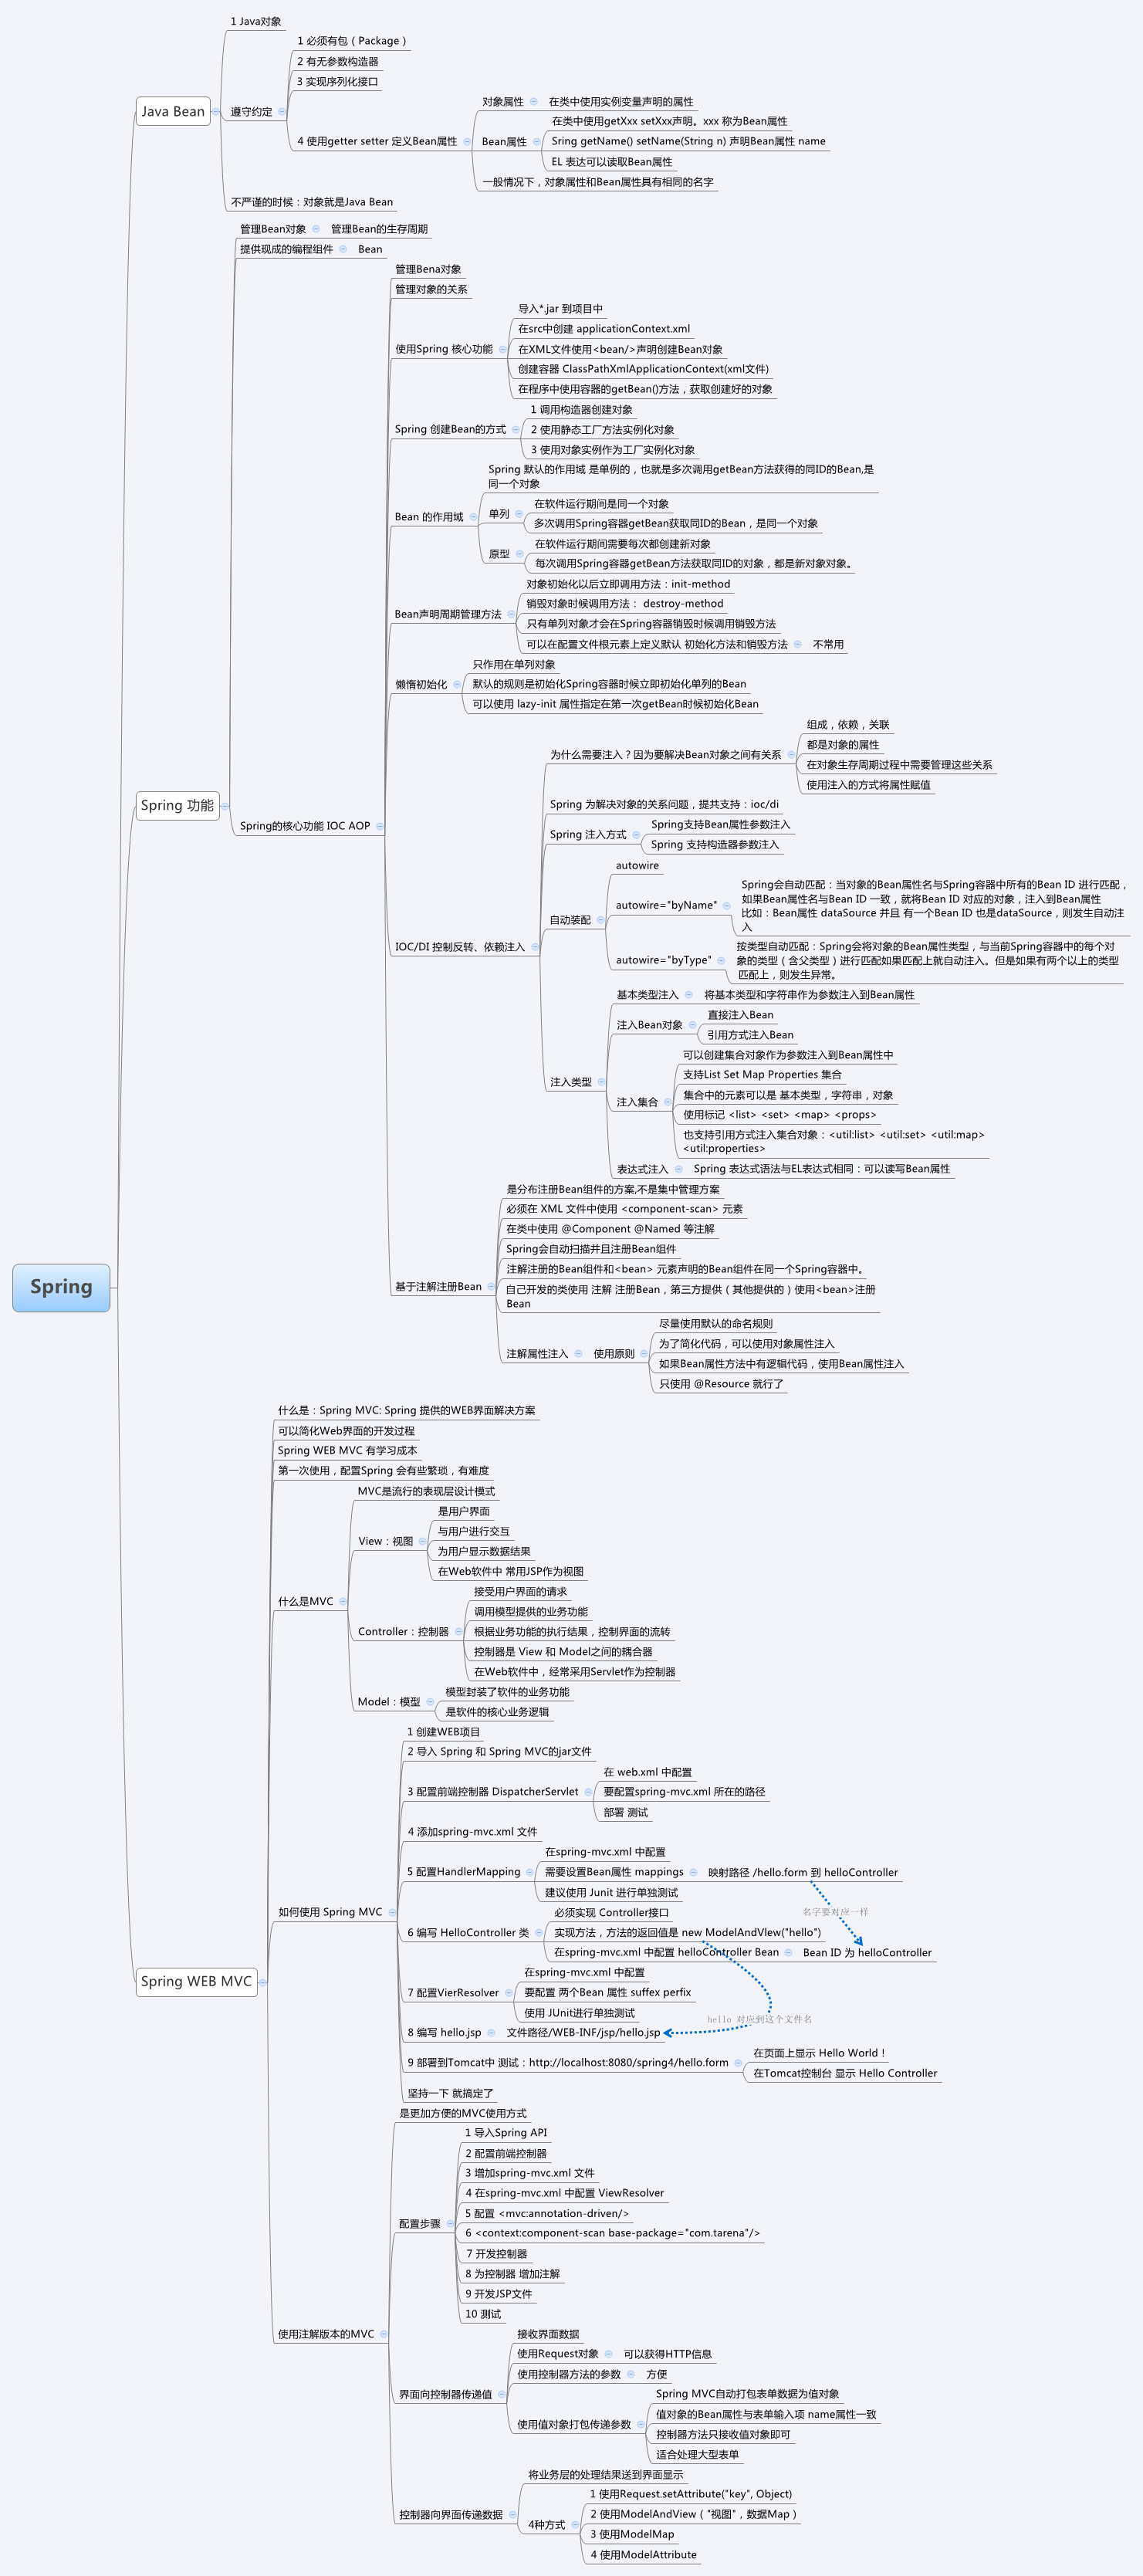 Spring
Java Bean
1 Java对象
遵守约定
1 必须有包（Package）
2 有无参数构造器
3 实现序列化接口
4 使用getter setter 定义Bean属性
对象属性
在类中使用实例变量声明的属性
Bean属性
在类中使用getXxx setXxx声明。xxx 称为Bean属性
Sring getName() setName(String n) 声明Bean属性 name
EL 表达可以读取Bean属性
一般情况下，对象属性和Bean属性具有相同的名字
不严谨的时候：对象就是Java Bean
Spring 功能
管理Bean对象
管理Bean的生存周期
提供现成的编程组件
Bean
Spring的核心功能 IOC AOP
管理Bena对象
管理对象的关系
使用Spring 核心功能
导入*.jar 到项目中
在src中创建 applicationContext.xml
在XML文件使用<bean/>声明创建Bean对象
创建容器 ClassPathXmlApplicationContext(xml文件)
在程序中使用容器的getBean()方法，获取创建好的对象
Spring 创建Bean的方式
1 调用构造器创建对象
2 使用静态工厂方法实例化对象
3 使用对象实例作为工厂实例化对象
Bean 的作用域
Spring 默认的作用域 是单例的，也就是多次调用getBean方法获得的同ID的Bean,是
同一个对象
单列
在软件运行期间是同一个对象
多次调用Spring容器getBean获取同ID的Bean，是同一个对象
原型
在软件运行期间需要每次都创建新对象
每次调用Spring容器getBean方法获取同ID的对象，都是新对象对象。
Bean声明周期管理方法
对象初始化以后立即调用方法：init-method
销毁对象时候调用方法： destroy-method
只有单列对象才会在Spring容器销毁时候调用销毁方法
可以在配置文件根元素上定义默认 初始化方法和销毁方法
不常用
懒惰初始化
只作用在单列对象
默认的规则是初始化Spring容器时候立即初始化单列的Bean
可以使用 lazy-init 属性指定在第一次getBean时候初始化Bean
IOC/DI 控制反转、依赖注入
为什么需要注入？因为要解决Bean对象之间有关系
组成，依赖，关联
都是对象的属性
在对象生存周期过程中需要管理这些关系
使用注入的方式将属性赋值
Spring 为解决对象的关系问题，提共支持：ioc/di
Spring 注入方式
Spring支持Bean属性参数注入
Spring 支持构造器参数注入
自动装配
autowire
autowire="byName"
Spring会自动匹配：当对象的Bean属性名与Spring容器中所有的Bean ID 进行匹配，
如果Bean属性名与Bean ID 一致，就将Bean ID 对应的对象，注入到Bean属性
比如：Bean属性 dataSource 并且 有一个Bean ID 也是dataSource，则发生自动注
入
autowire="byType"
按类型自动匹配：Spring会将对象的Bean属性类型，与当前Spring容器中的每个对
象的类型（含父类型）进行匹配如果匹配上就自动注入。但是如果有两个以上的类型
匹配上，则发生异常。
注入类型
基本类型注入
将基本类型和字符串作为参数注入到Bean属性
注入Bean对象
直接注入Bean
引用方式注入Bean
注入集合
可以创建集合对象作为参数注入到Bean属性中
支持List Set Map Properties 集合
集合中的元素可以是 基本类型，字符串，对象
使用标记 <list> <set> <map> <props>
也支持引用方式注入集合对象：<util:list> <util:set> <util:map>
<util:properties>
表达式注入
Spring 表达式语法与EL表达式相同：可以读写Bean属性
基于注解注册Bean
是分布注册Bean组件的方案,不是集中管理方案
必须在 XML 文件中使用 <component-scan> 元素
在类中使用 @Component @Named 等注解
Spring会自动扫描并且注册Bean组件
注解注册的Bean组件和<bean> 元素声明的Bean组件在同一个Spring容器中。
自己开发的类使用 注解 注册Bean，第三方提供（其他提供的）使用<bean>注册
Bean
注解属性注入
使用原则
尽量使用默认的命名规则
为了简化代码，可以使用对象属性注入
如果Bean属性方法中有逻辑代码，使用Bean属性注入
只使用 @Resource 就行了
Spring WEB MVC
什么是：Spring MVC: Spring 提供的WEB界面解决方案
可以简化Web界面的开发过程
Spring WEB MVC 有学习成本
第一次使用，配置Spring 会有些繁琐，有难度
什么是MVC
MVC是流行的表现层设计模式
View：视图
是用户界面
与用户进行交互
为用户显示数据结果
在Web软件中 常用JSP作为视图
Controller：控制器
接受用户界面的请求
调用模型提供的业务功能
根据业务功能的执行结果，控制界面的流转
控制器是 View 和 Model之间的耦合器
在Web软件中，经常采用Servlet作为控制器
Model：模型
模型封装了软件的业务功能
是软件的核心业务逻辑
如何使用 Spring MVC
1 创建WEB项目
2 导入 Spring 和 Spring MVC的jar文件
3 配置前端控制器 DispatcherServlet
在 web.xml 中配置
要配置spring-mvc.xml 所在的路径
部署 测试
4 添加spring-mvc.xml 文件
5 配置HandlerMapping
在spring-mvc.xml 中配置
需要设置Bean属性 mappings
映射路径 /hello.form 到 helloController
建议使用 Junit 进行单独测试
名字要对应一样
6 编写 HelloController 类
必须实现 Controller接口
实现方法，方法的返回值是 new ModelAndVIew("hello")
在spring-mvc.xml 中配置 helloController Bean
Bean ID 为 helloController
7 配置VierResolver
在spring-mvc.xml 中配置
要配置 两个Bean 属性 suffex perfix
使用 JUnit进行单独测试
hello 对应到这个文件名
8 编写 hello.jsp
文件路径/WEB-INF/jsp/hello.jsp
9 部署到Tomcat中 测试：http://localhost:8080/spring4/hello.form
在页面上显示 Hello World！
在Tomcat控制台 显示 Hello Controller
坚持一下 就搞定了
使用注解版本的MVC
是更加方便的MVC使用方式
配置步骤
1 导入Spring API
2 配置前端控制器
3 增加spring-mvc.xml 文件
4 在spring-mvc.xml 中配置 ViewResolver
5 配置 <mvc:annotation-driven/>
6 <context:component-scan base-package="com.tarena"/>
7 开发控制器
8 为控制器 增加注解
9 开发JSP文件
10 测试
界面向控制器传递值
接收界面数据
使用Request对象
可以获得HTTP信息
使用控制器方法的参数
方便
使用值对象打包传递参数
Spring MVC自动打包表单数据为值对象
值对象的Bean属性与表单输入项 name属性一致
控制器方法只接收值对象即可
适合处理大型表单
控制器向界面传递数据
将业务层的处理结果送到界面显示
4种方式
1 使用Request.setAttribute("key", Object)
2 使用ModelAndView（"视图"，数据Map）
3 使用ModelMap
4 使用ModelAttribute